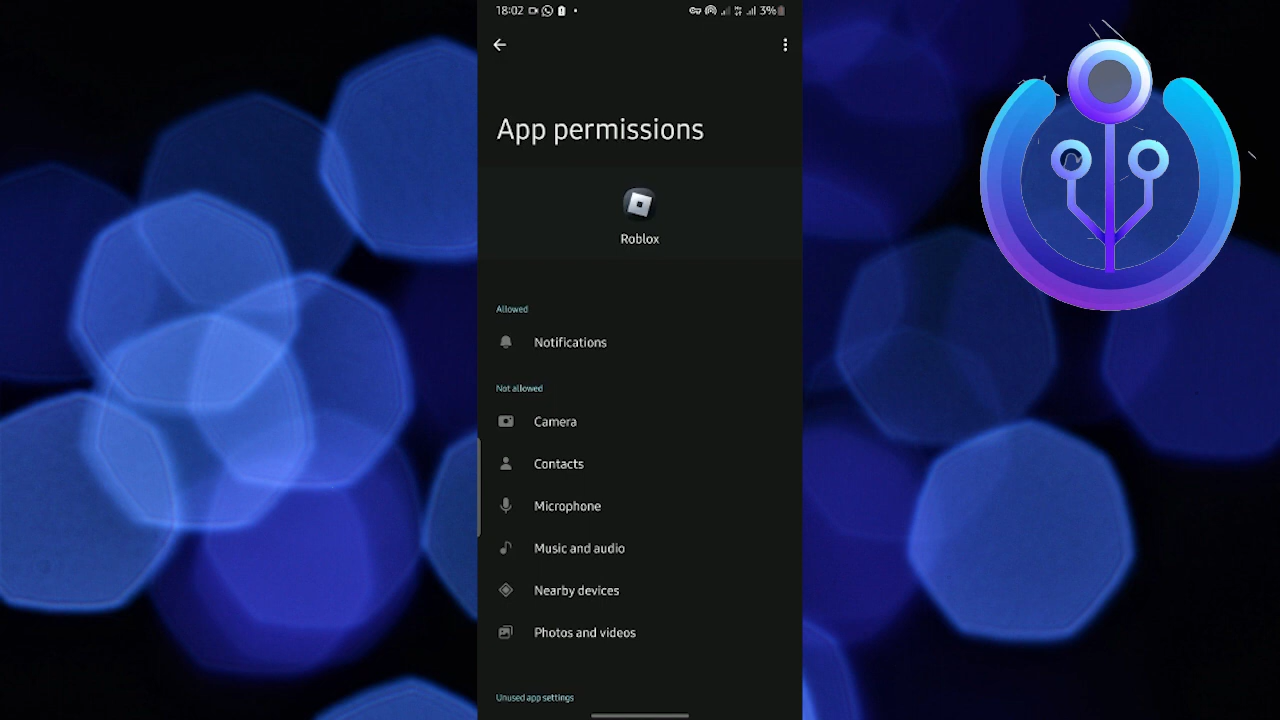 18:02
3%
App permissions
Roblox
Allowed
Notifications
Not allowed
Camera
Contacts
Microphone
Music and audio
Nearby devices
Photos and videos
Unused app settings